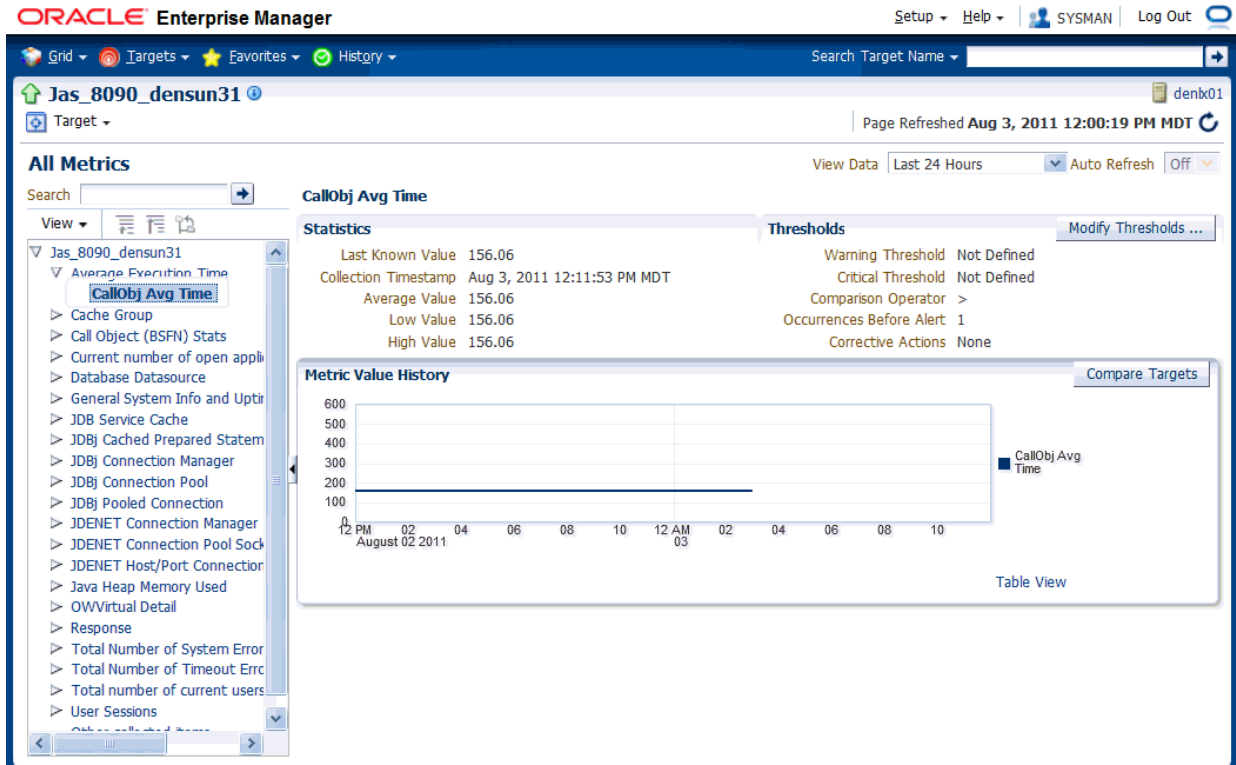 ORACLE Enterprise Manager
Setup Help SYSMAN Log Out
Grid Targets Favorites History Search Target Name
Jas_8090_densun31 denlx01
Target Page Refreshed Aug 3, 2011 12:00:19 PM MDT
All Metrics
View Data Last 24 Hours Auto Refresh Off
Search
View
Jas_8090_densun31
Average Execution Time
CallObj Avg Time
Cache Group
Call Object (BSFN) Stats
Current number of open appli
Database Datasource
General System Info and Uptir
JDB Service Cache
JDBj Cached Prepared Statem
JDBj Connection Manager
JDBj Connection Pool
JDBj Pooled Connection
JDENET Connection Manager
JDENET Connection Pool Sock
JDENET Host/Port Connection
Java Heap Memory Used
OWVirtual Detail
Response
Total Number of System Error
Total Number of Timeout Erro
Total number of current users
User Sessions
Other collected items
CallObj Avg Time
Statistics
Last Known Value 156.06
Collection Timestamp Aug 3, 2011 12:11:53 PM MDT
Average Value 156.06
Low Value 156.06
High Value 156.06
Thresholds Modify Thresholds ...
Warning Threshold Not Defined
Critical Threshold Not Defined
Comparison Operator >
Occurrences Before Alert 1
Corrective Actions None
Metric Value History Compare Targets
600
500
400
300
200
100
0
12 PM 02 04 06 08 10 12 AM 02 04 06 08 10
August 02 2011 03
CallObj Avg
Time
Table View